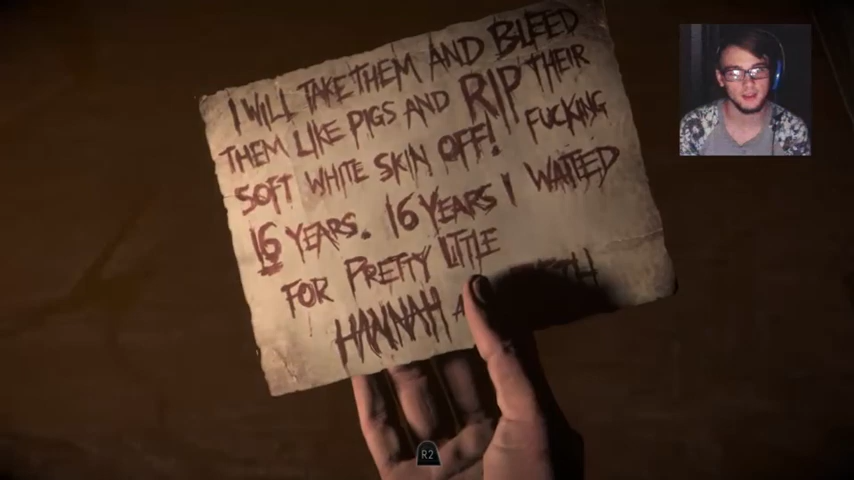 I WILL TAKE THEM AND BLEED
THEM LIKE PIGS AND RIP THEIR
SOFT WHITE SKIN OFF! FUCKING
16 YEARS. 16 YEARS I WAITED
FOR PRETTY LITTLE
HANNAH
R2